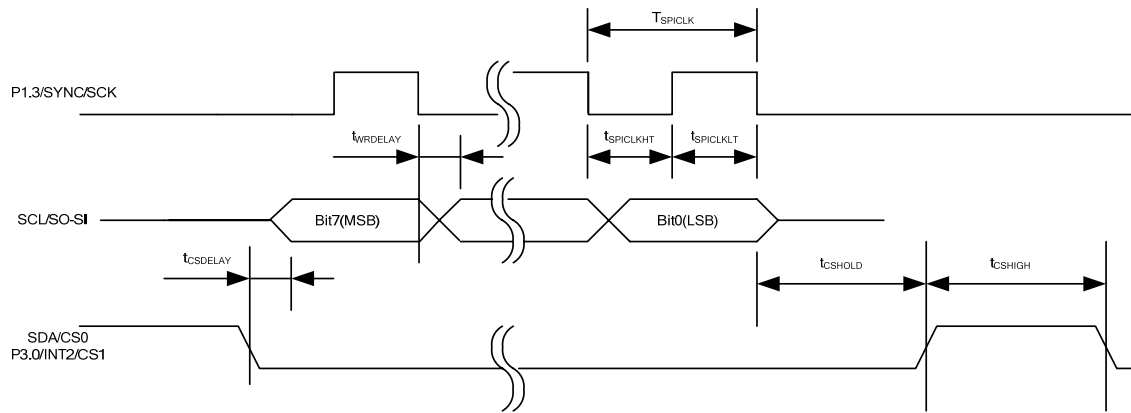 TSPICLK
P1.3/SYNC/SCK
tWRDELAY
tSPICLKHT
tSPICLKLT
SCL/SO-SI
Bit7(MSB)
Bit0(LSB)
tCSDELAY
tCSHOLD
tCSHIGH
SDA/CS0
P3.0/INT2/CS1